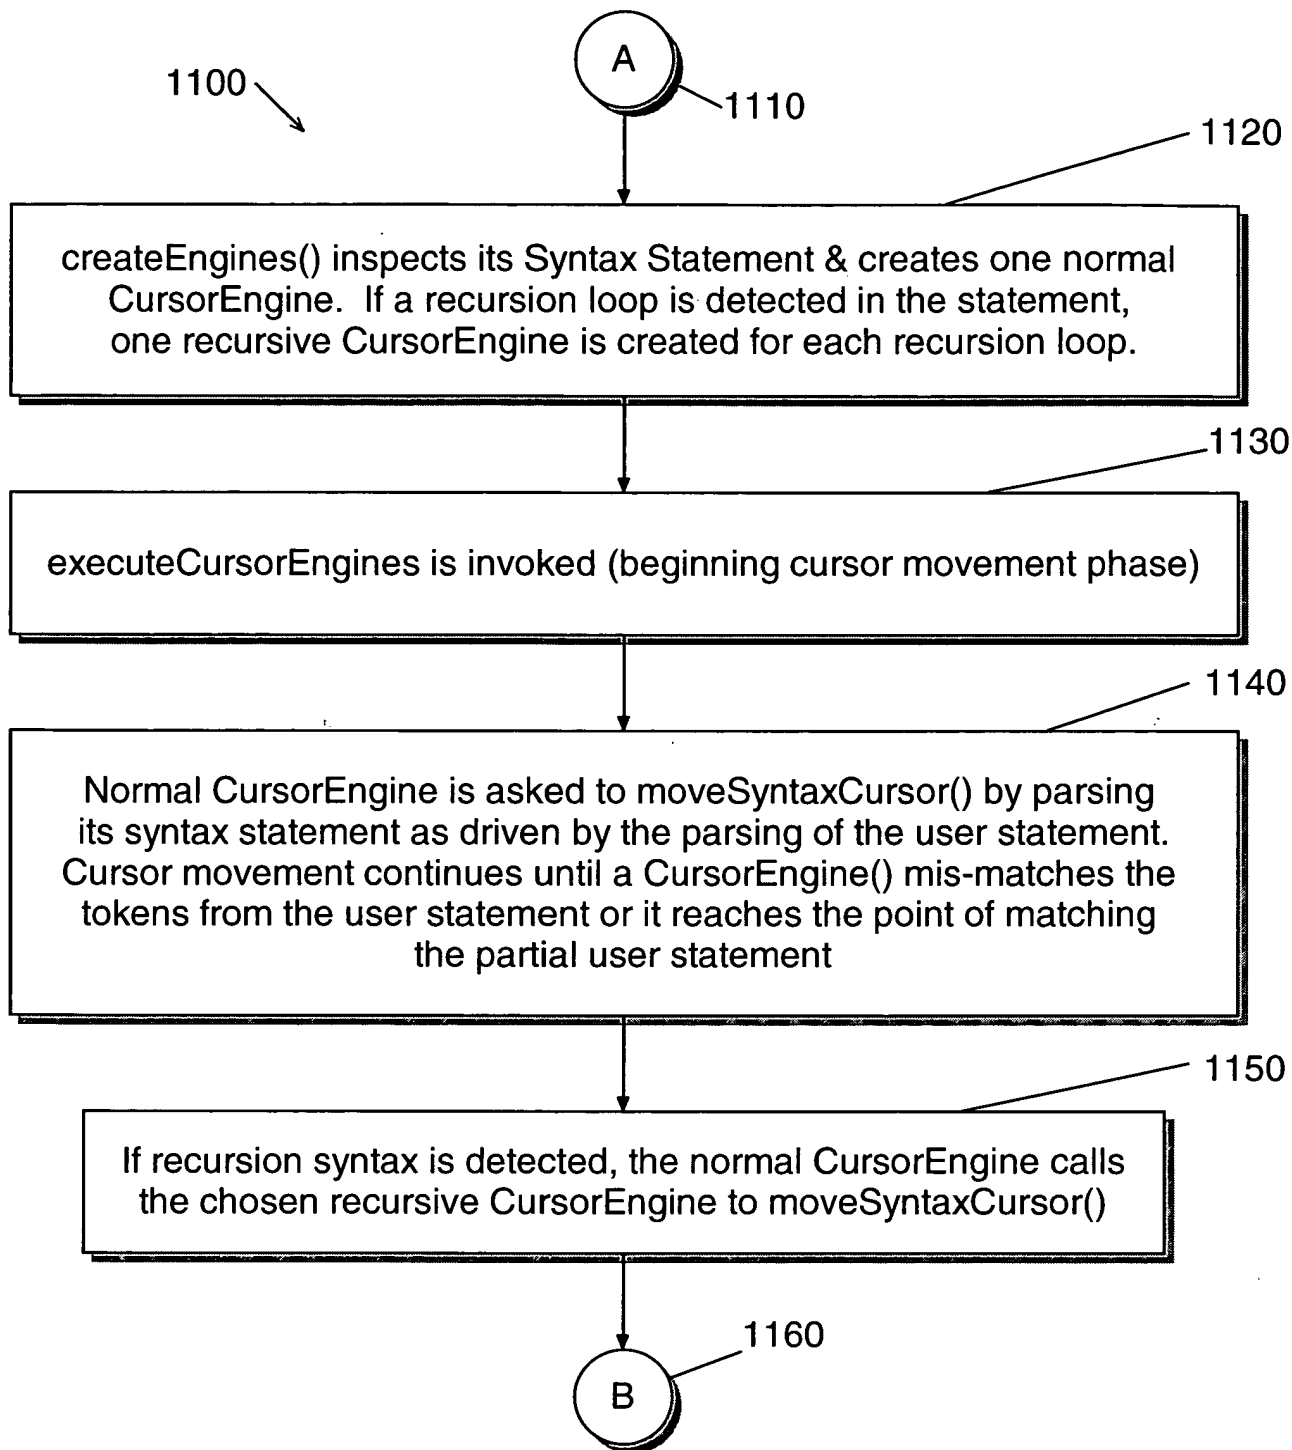 A
1100
1110
1120
createEngines() inspects its Syntax Statement & creates one normal
CursorEngine.  If a recursion loop is detected in the statement,
one recursive CursorEngine is created for each recursion loop.
1130
executeCursorEngines is invoked (beginning cursor movement phase)
1140
Normal CursorEngine is asked to moveSyntaxCursor() by parsing
its syntax statement as driven by the parsing of the user statement.
Cursor movement continues until a CursorEngine() mis-matches the
tokens from the user statement or it reaches the point of matching
the partial user statement
1150
If recursion syntax is detected, the normal CursorEngine calls
the chosen recursive CursorEngine to moveSyntaxCursor()
1160
B